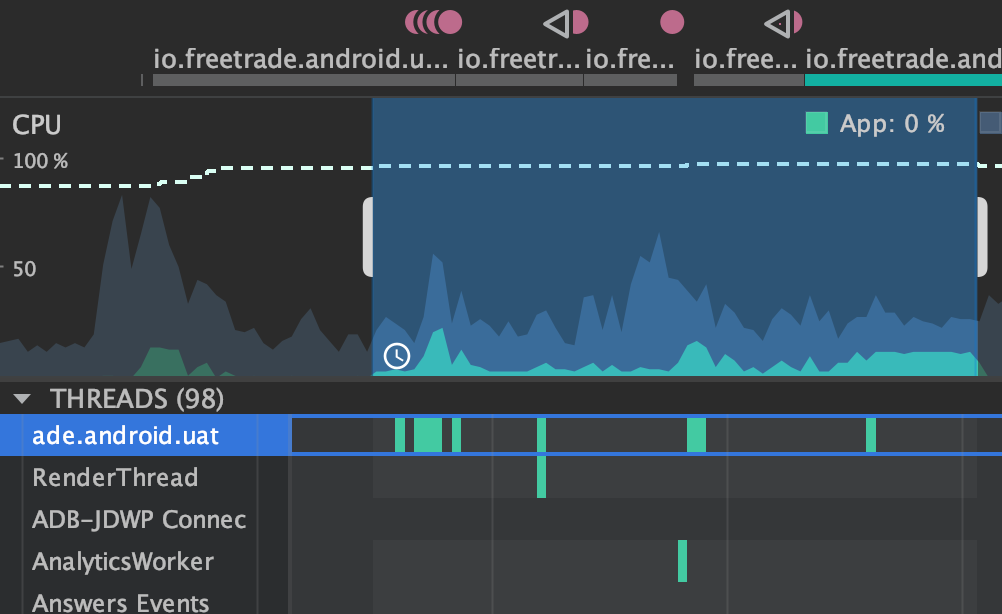 io.freetrade.android.u... io.freetr... io.fre... io.free... io.freetrade.and
CPU
App: 0 %
100 %
50
THREADS (98)
ade.android.uat
RenderThread
ADB-JDWP Connec
AnalyticsWorker
Answers Events